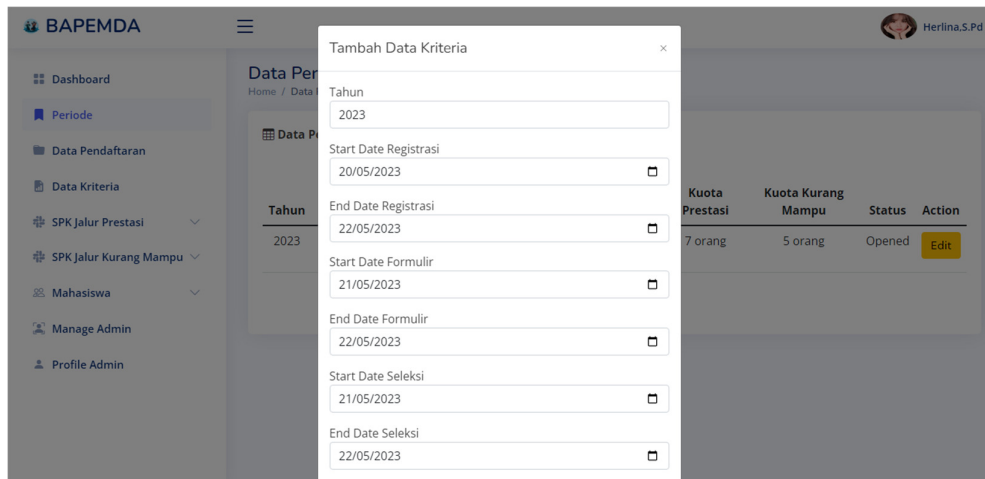 BAPEMDA
Herlina,S.Pd
Dashboard
Periode
Data Pendaftaran
Data Kriteria
SPK Jalur Prestasi
SPK Jalur Kurang Mampu
Mahasiswa
Manage Admin
Profile Admin
Data Per
Home / Data
Data Pe
Tahun
2023
Tambah Data Kriteria
×
Tahun
2023
Start Date Registrasi
20/05/2023
End Date Registrasi
22/05/2023
Start Date Formulir
21/05/2023
End Date Formulir
22/05/2023
Start Date Seleksi
21/05/2023
End Date Seleksi
22/05/2023
Kuota Prestasi
Kuota Kurang Mampu
Status
Action
7 orang
5 orang
Opened
Edit